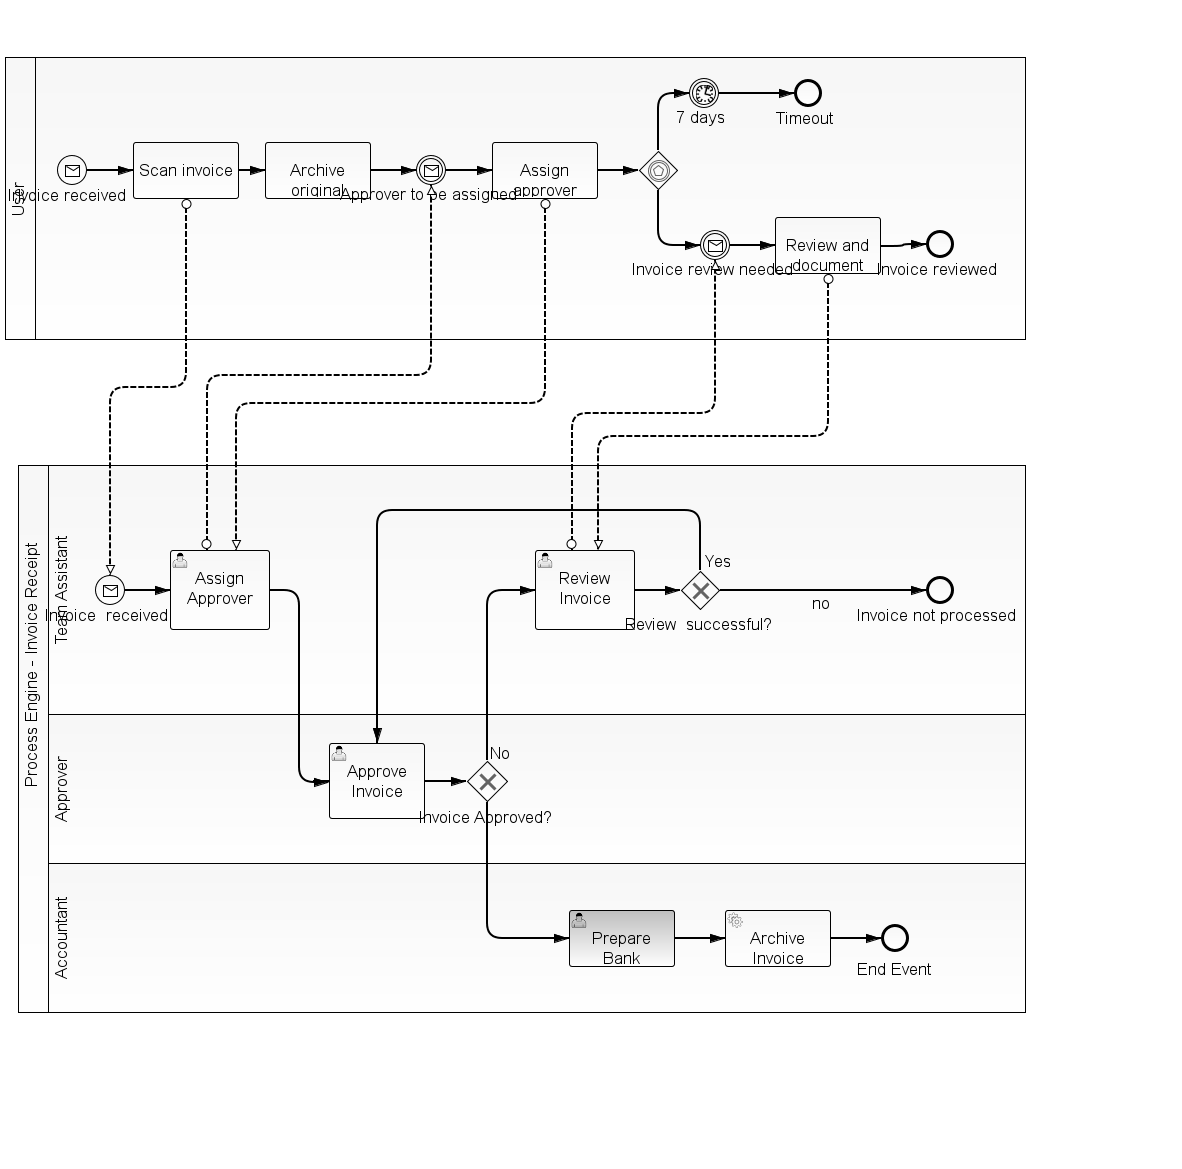 User
7 days
Timeout
Invoice received
Scan invoice
Archive
original
Approver to be assigned
Assign
approver
Invoice review needed
Review and
document
Invoice reviewed
Process Engine - Invoice Receipt
Team Assistant
Invoice  received
Assign
Approver
Review
Invoice
Yes
Review  successful?
no
Invoice not processed
Approver
Approve
Invoice
No
Invoice Approved?
Accountant
Prepare
Bank
Archive
Invoice
End Event